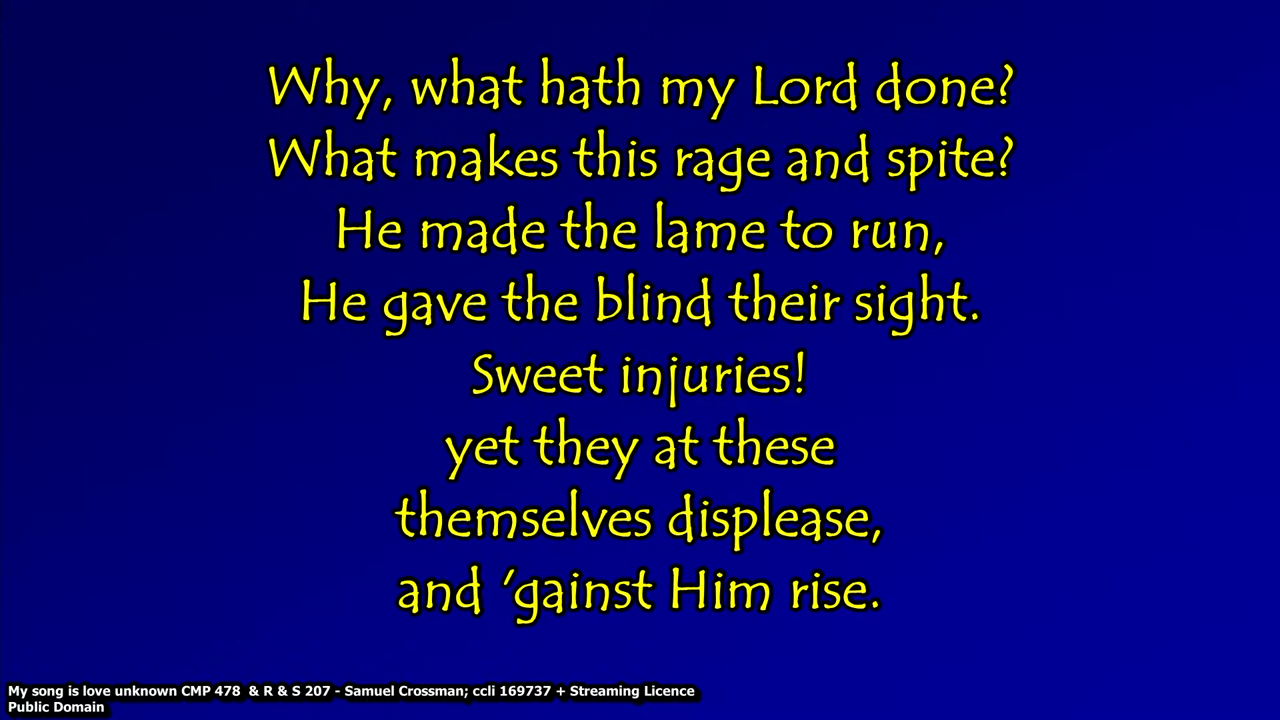 Why, what hath my Lord done?
What makes this rage and spite?
He made the lame to run,
He gave the blind their sight.
Sweet injuries!
yet they at these
themselves displease,
and ‘gainst Him rise.
My song is love unknown CMP 478  & R & S 207 - Samuel Crossman; ccli 169737 + Streaming Licence
Public Domain